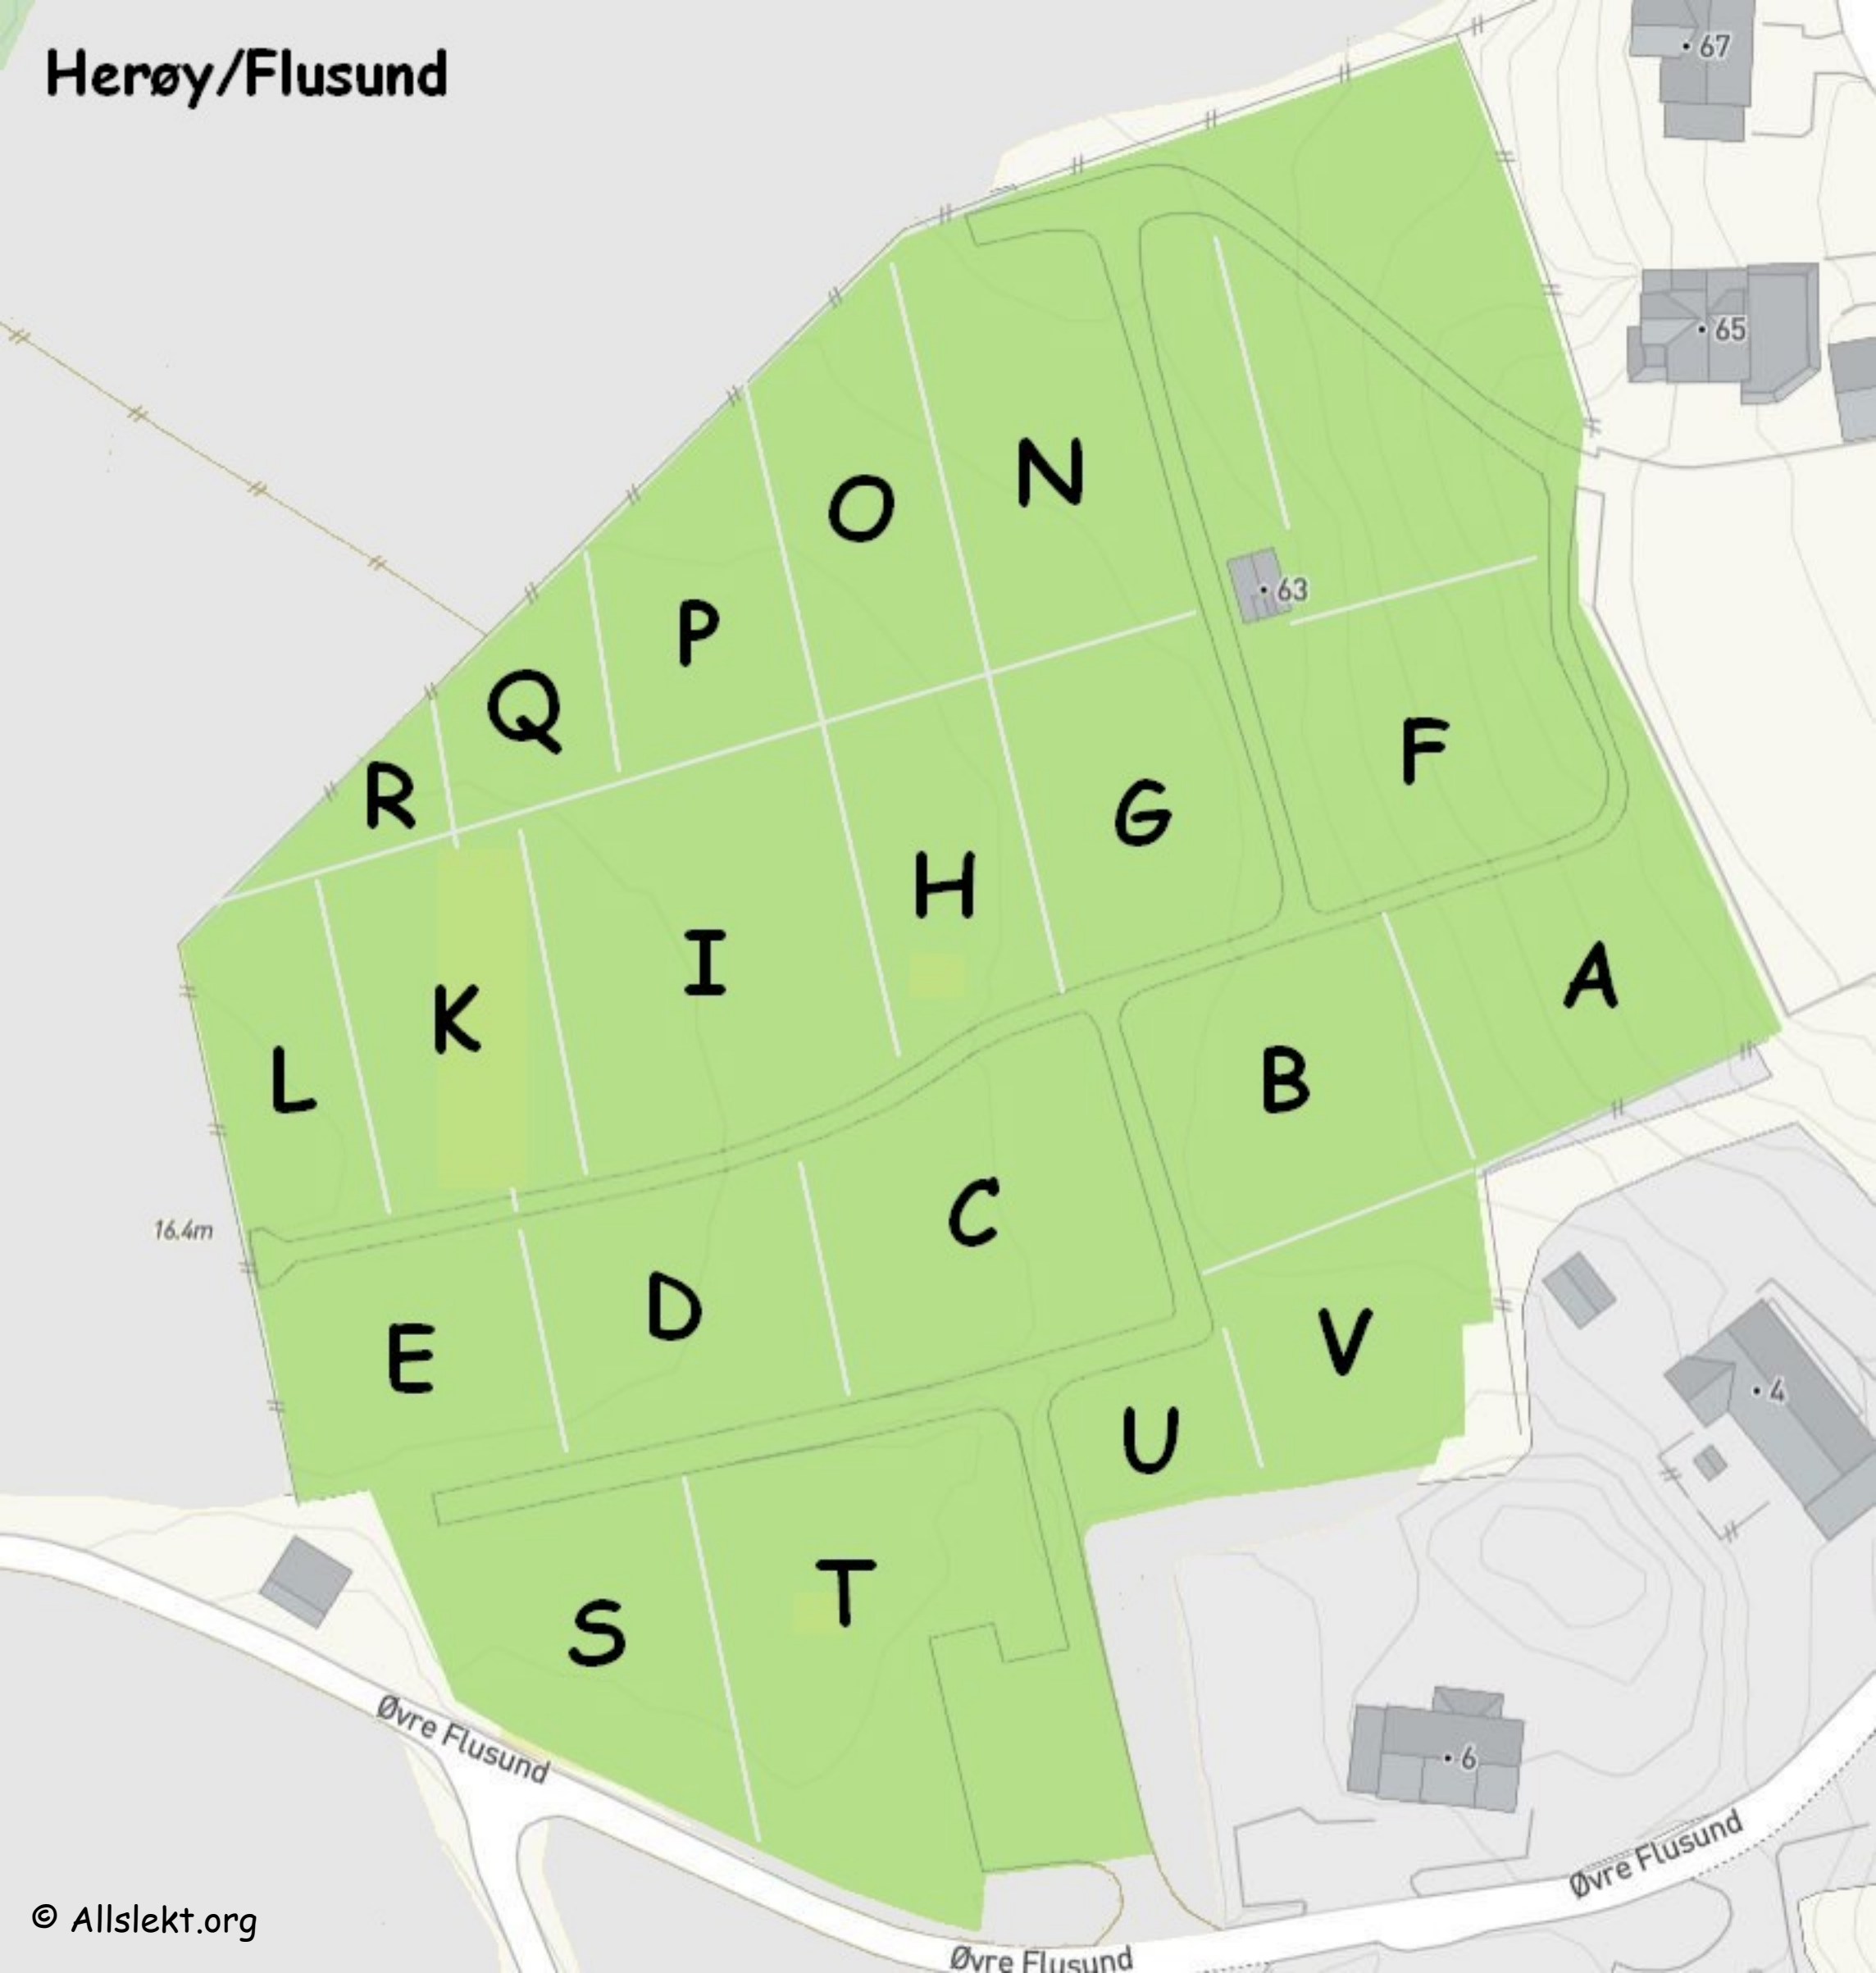 Herøy/Flusund
67
65
N
O
63
P
Q
F
R
G
H
I
A
K
L
B
C
16.4m
D
V
E
4
U
T
S
Øvre Flusund
6
Øvre Flusund
© Allslekt.org
Øvre Flusund